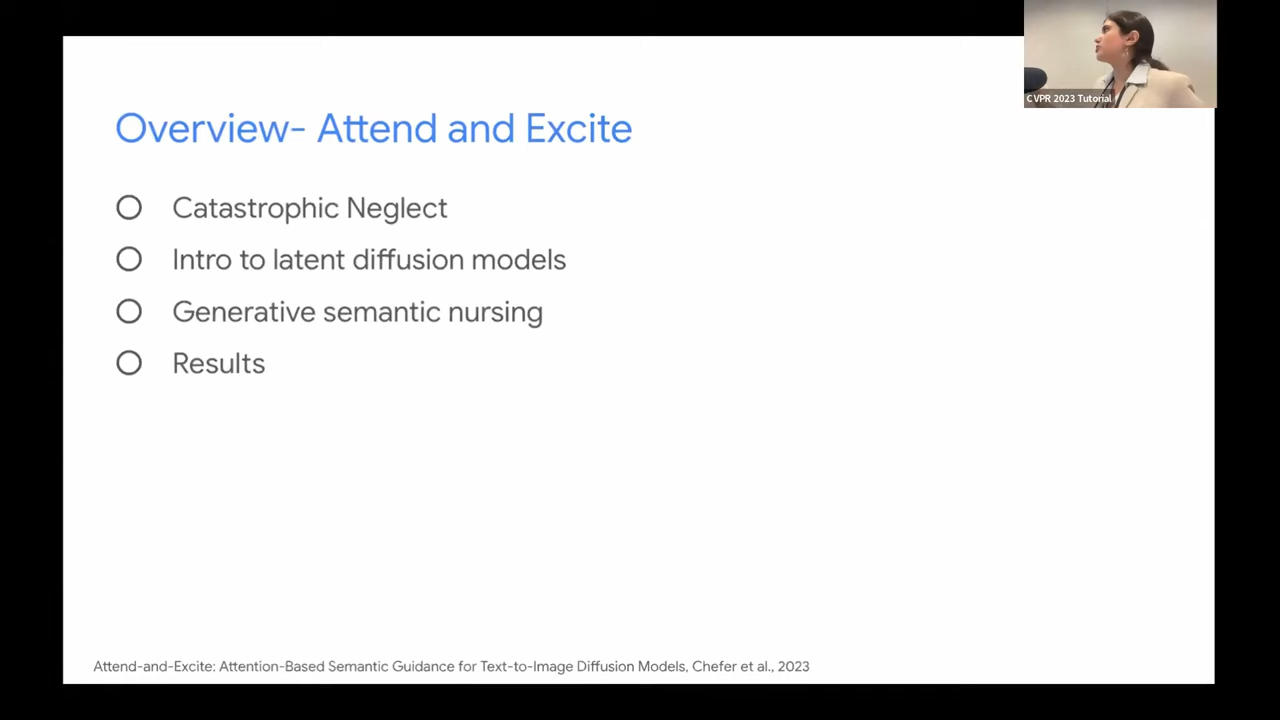 CVPR 2023 Tutorial
Overview- Attend and Excite
Catastrophic Neglect
Intro to latent diffusion models
Generative semantic nursing
Results
Attend-and-Excite: Attention-Based Semantic Guidance for Text-to-Image Diffusion Models, Chefer et al., 2023